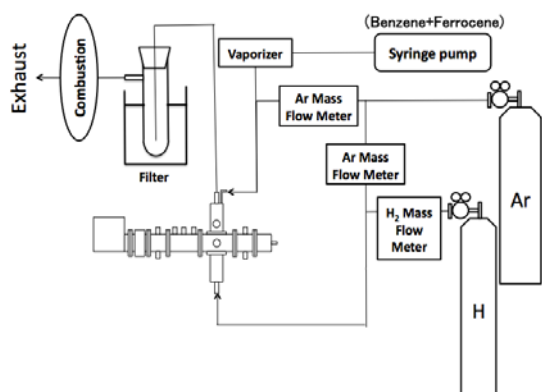 (Benzene+Ferrocene)
Vaporizer
Syringe pump
Exhaust
Combustion
Filter
Ar Mass
Flow Meter
Ar Mass
Flow Meter
H₂ Mass
Flow
Meter
Ar
H